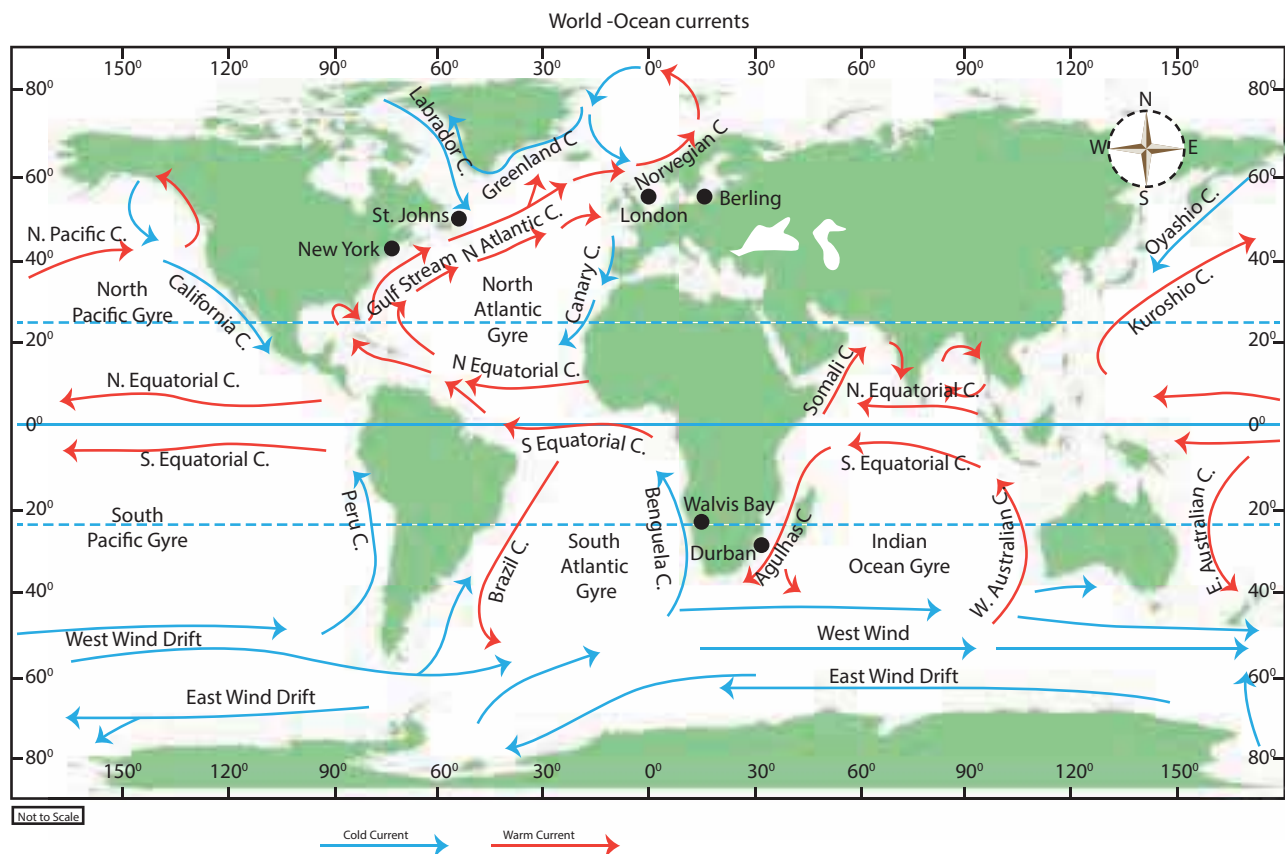 World -Ocean currents
150⁰ 120⁰ 90⁰ 60⁰ 30⁰ 0⁰ 30⁰ 60⁰ 90⁰ 120⁰ 150⁰
80⁰ 80⁰
N
W E
S
Labrador C.
Greenland C
Norvegian C
60⁰ 60⁰
St. Johns
London
Berling
Oyashio C.
N. Pacific C.
New York
N Atlantic C.
40⁰ 40⁰
Gulf Stream
Canary C.
Kuroshio C.
North
Pacific Gyre
California C.
North
Atlantic
Gyre
20⁰ 20⁰
N Equatorial C.
Somali C
N. Equatorial C.
N. Equatorial C.
0⁰ 0⁰
S. Equatorial C.
S Equatorial C.
S. Equatorial C.
Peru C.
Benguela C.
Walvis Bay
W. Australian C.
E. Australian C.
20⁰ 20⁰
South
Pacific Gyre
Brazil C.
South
Atlantic
Gyre
Durban
Agulhas C
Indian
Ocean Gyre
40⁰ 40⁰
West Wind Drift
West Wind
60⁰ 60⁰
East Wind Drift
East Wind Drift
80⁰ 80⁰
150⁰ 120⁰ 90⁰ 60⁰ 30⁰ 0⁰ 30⁰ 60⁰ 90⁰ 120⁰ 150⁰
Not to Scale
Cold Current
Warm Current